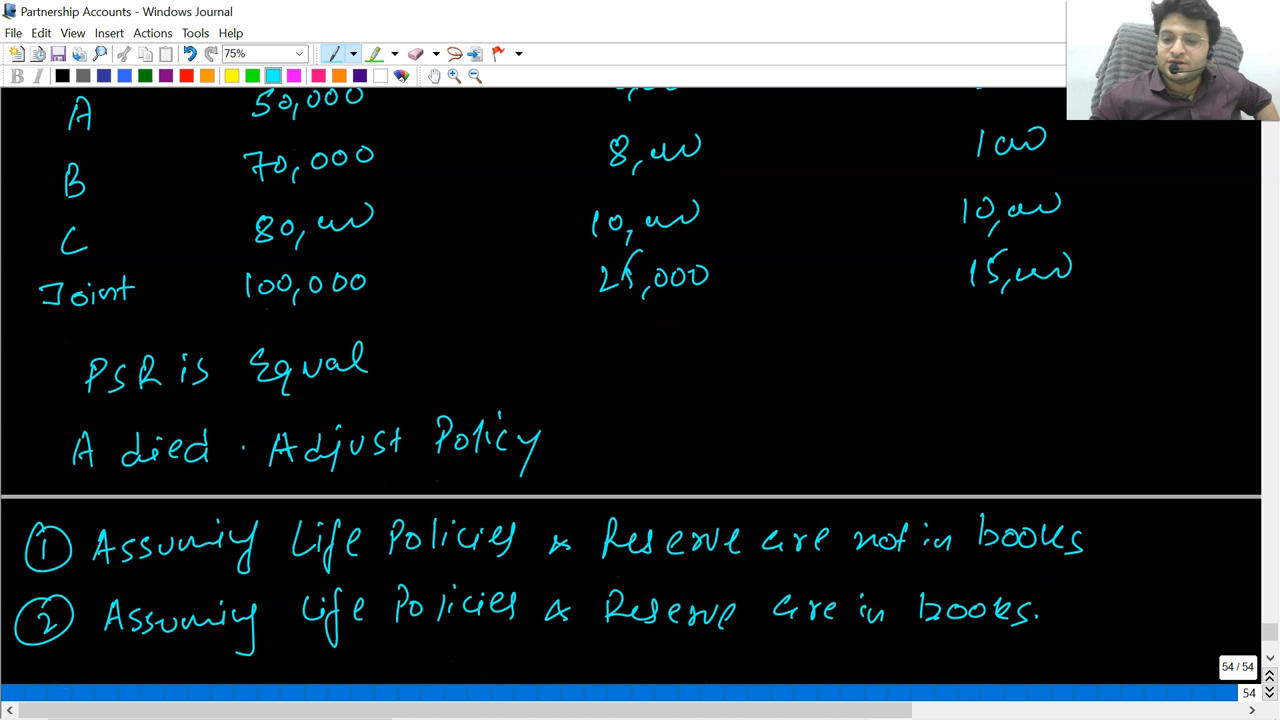 Partnership Accounts - Windows Journal
File Edit View Insert Actions Tools Help
75%
A 50,000
B 70,000 8,000 1000
C 80,000 10,000 10,000
Joint 100,000 25,000 15,000
PSR is Equal
A died . Adjust Policy
① Assuming Life Policies & Reserve are not in books
② Assuming Life Policies & Reserve are in books.
54 / 54
54